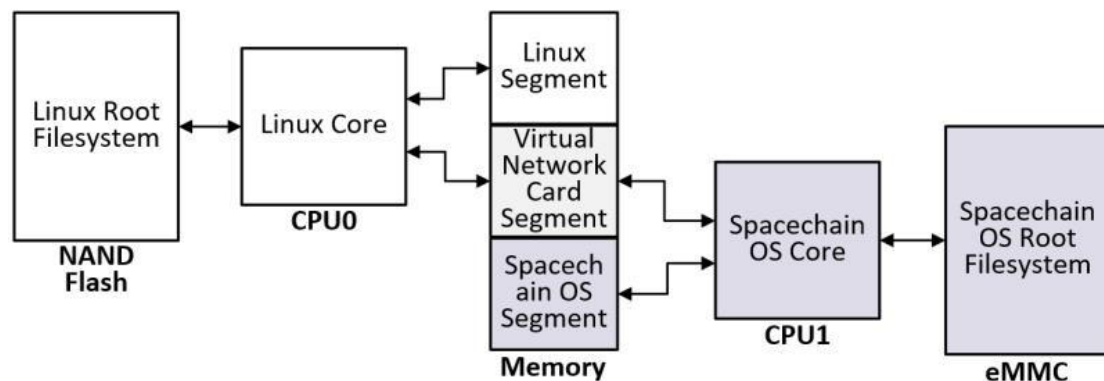 Linux Root
Filesystem
NAND
Flash
Linux Core
CPU0
Linux
Segment
Virtual
Network
Card
Segment
Spacech
ain OS
Segment
Memory
Spacechain
OS Core
CPU1
Spacechain
OS Root
Filesystem
eMMC